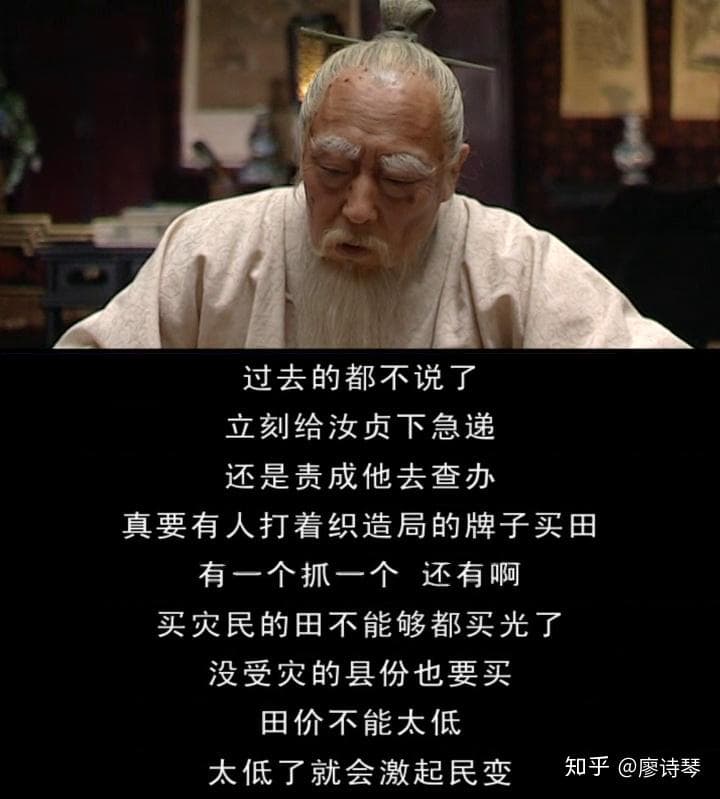 过去的都不说了
立刻给汝贞下急递
还是责成他去查办
真要有人打着织造局的牌子买田
有一个抓一个 还有啊
买灾民的田不能够都买光了
没受灾的县份也要买
田价不能太低
太低了就会激起民变
知乎 @廖诗琴